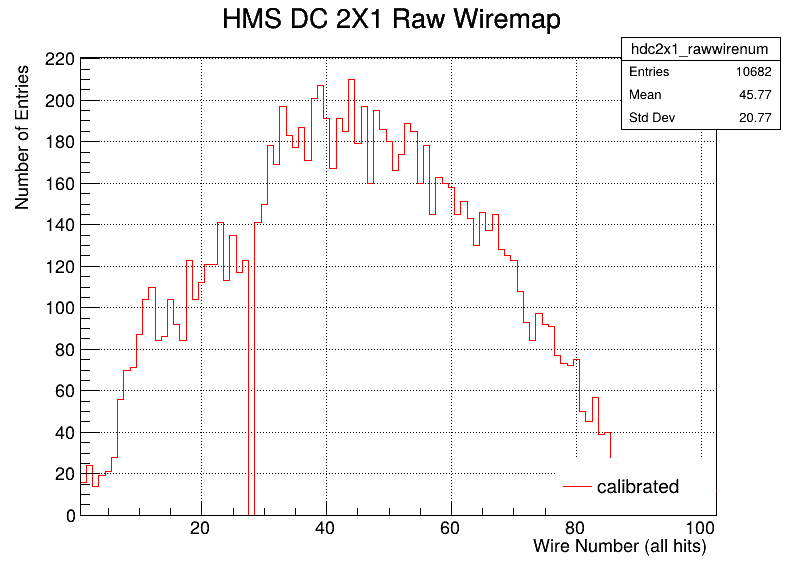 HMS DC 2X1 Raw Wiremap
hdc2x1_rawwirenum
Entries 10682
Mean 45.77
Std Dev 20.77
Number of Entries
220
200
180
160
140
120
100
80
60
40
20
0
20 40 60 80 100
calibrated
Wire Number (all hits)